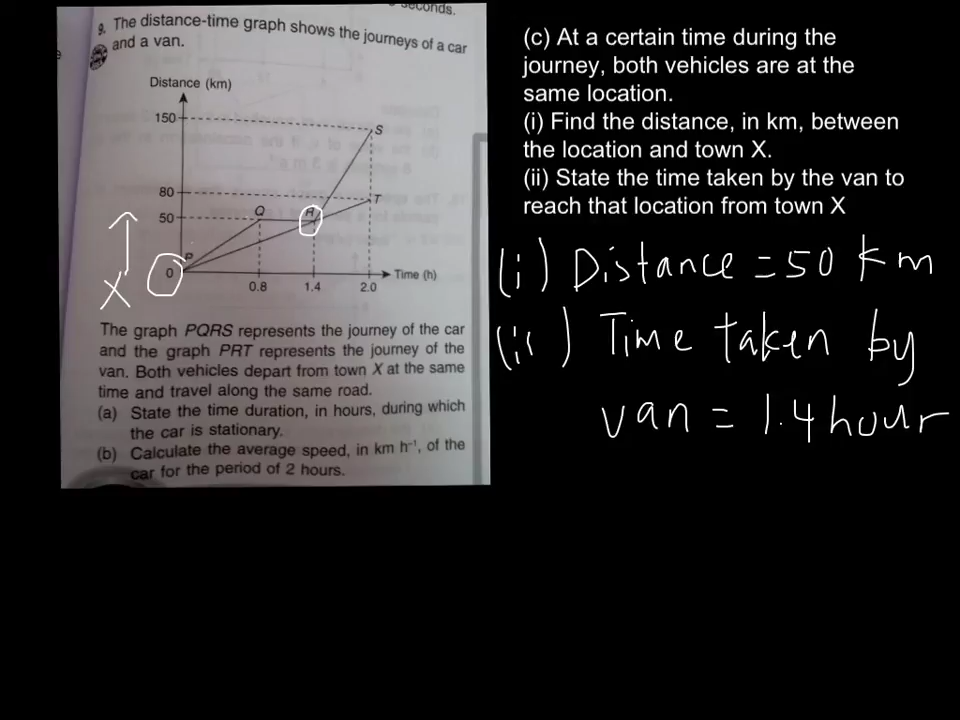 seconds.
9. The distance-time graph shows the journeys of a car
and a van.
Distance (km)
150
S
80
T
Q
R
50
P
0
Time (h)
0.8
1.4
2.0
X
The graph PQRS represents the journey of the car
and the graph PRT represents the journey of the
van. Both vehicles depart from town X at the same
time and travel along the same road.
(a) State the time duration, in hours, during which
the car is stationary.
(b) Calculate the average speed, in km h⁻¹, of the
car for the period of 2 hours.
(c) At a certain time during the
journey, both vehicles are at the
same location.
(i) Find the distance, in km, between
the location and town X.
(ii) State the time taken by the van to
reach that location from town X
(i) Distance = 50 km
(ii) Time taken by
van = 1.4 hour